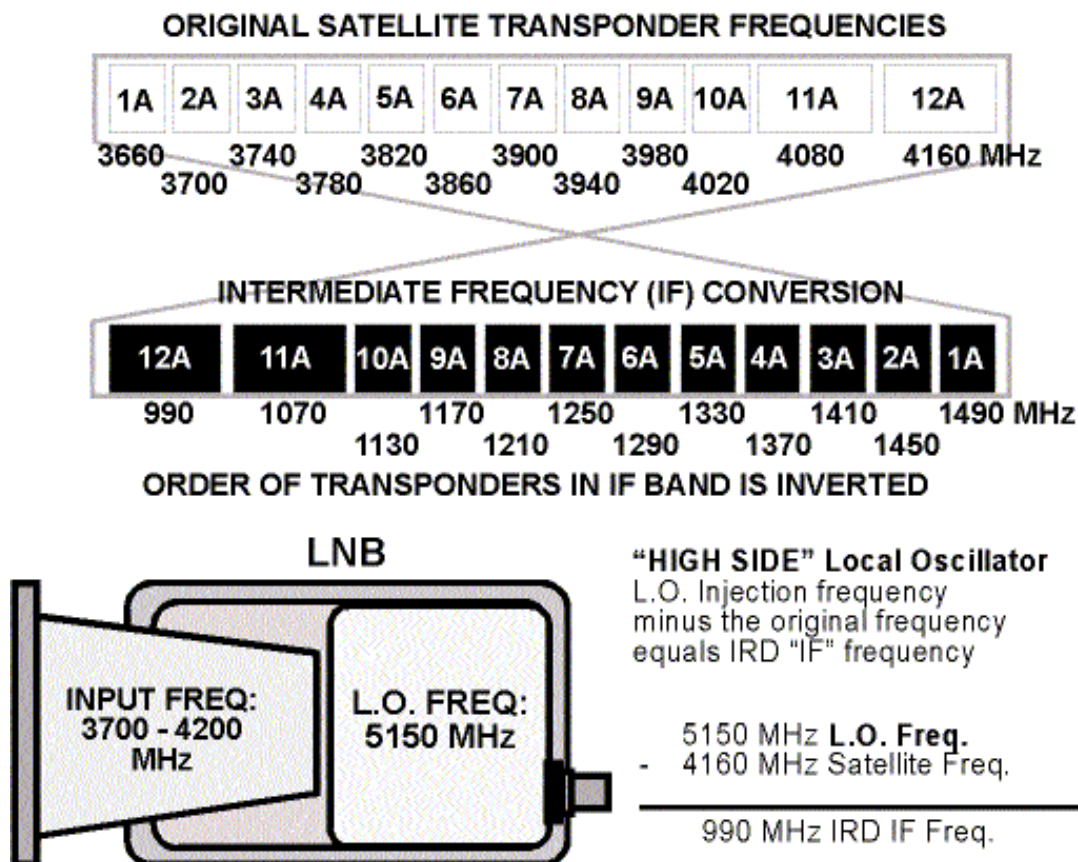 ORIGINAL SATELLITE TRANSPONDER FREQUENCIES
1A 2A 3A 4A 5A 6A 7A 8A 9A 10A 11A 12A
3660 3740 3820 3900 3980 4080 4160 MHz
3700 3780 3860 3940 4020
INTERMEDIATE FREQUENCY (IF) CONVERSION
12A 11A 10A 9A 8A 7A 6A 5A 4A 3A 2A 1A
990 1070 1170 1250 1330 1410 1490 MHz
1130 1210 1290 1370 1450
ORDER OF TRANSPONDERS IN IF BAND IS INVERTED
LNB
INPUT FREQ:
3700 - 4200
MHz
L.O. FREQ:
5150 MHz
“HIGH SIDE” Local Oscillator
L.O. Injection frequency
minus the original frequency
equals IRD “IF” frequency
5150 MHz L.O. Freq.
- 4160 MHz Satellite Freq.
990 MHz IRD IF Freq.